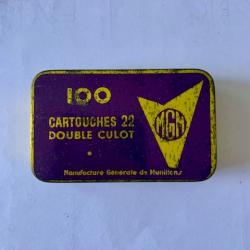 100
CARTOUCHES 22
DOUBLE CULOT
MGM
Manufacture Générale de Munitions